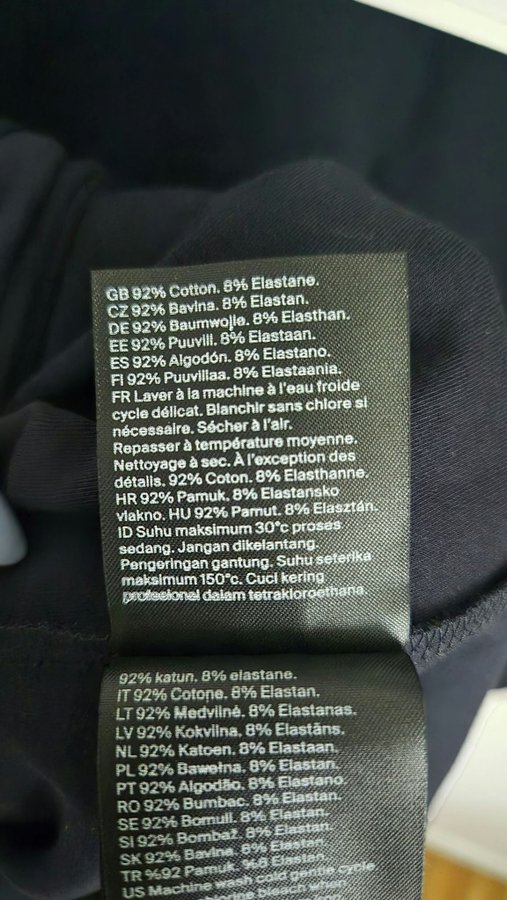 GB 92% Cotton. 8% Elastane.
CZ 92% Bavlna. 8% Elastan.
DE 92% Baumwolle. 8% Elasthan.
EE 92% Puuvill. 8% Elastaan.
ES 92% Algodón. 8% Elastano.
FI 92% Puuvillaa. 8% Elastaania.
FR Laver à la machine à l'eau froide
cycle délicat. Blanchir sans chlore si
nécessaire. Sécher à l'air.
Repasser à température moyenne.
Nettoyage à sec. À l'exception des
détails. 92% Coton. 8% Elasthanne.
HR 92% Pamuk. 8% Elastansko
vlakno. HU 92% Pamut. 8% Elasztán.
ID Suhu maksimum 30°c proses
sedang. Jangan dikelantang.
Pengeringan gantung. Suhu seterika
maksimum 150°c. Cuci kering
profesional dalam tetrakloroethana.
92% katun. 8% elastane.
IT 92% Cotone. 8% Elastan.
LT 92% Medvilnė. 8% Elastanas.
LV 92% Kokvilna. 8% Elastāns.
NL 92% Katoen. 8% Elastaan.
PL 92% Bawełna. 8% Elastan.
PT 92% Algodão. 8% Elastano.
RO 92% Bumbac. 8% Elastan.
SE 92% Bomull. 8% Elastan.
SI 92% Bombaž. 8% Elastan.
SK 92% Bavlna. 8% Elastan.
TR %92 Pamuk. %8 Elastan.
US Machine wash cold gentle cycle
chlorine bleach when